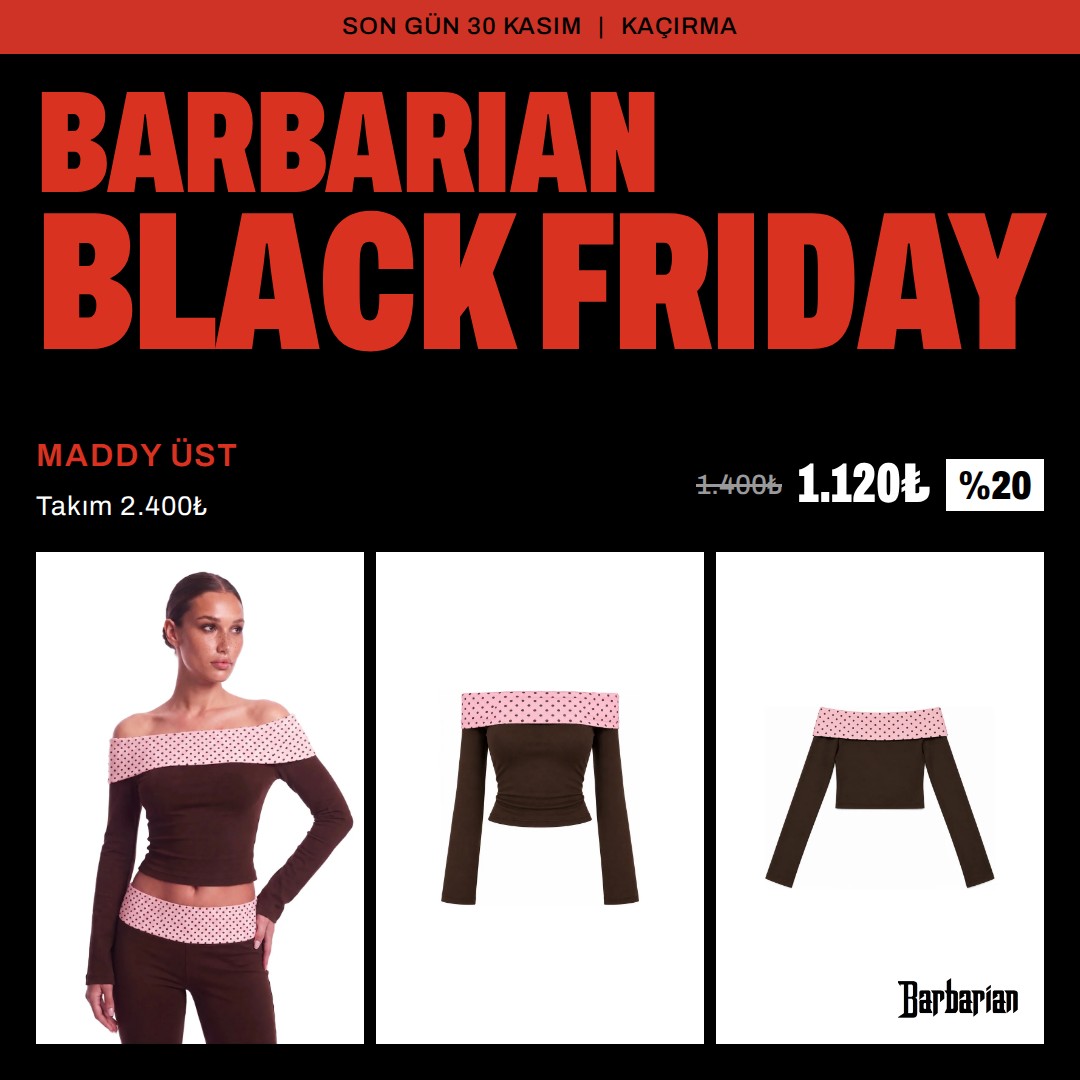 SON GÜN 30 KASIM | KAÇIRMA
BARBARIAN
BLACK FRIDAY
MADDY ÜST
Takım 2.400₺
1.400₺ 1.120₺ %20
Barbarian